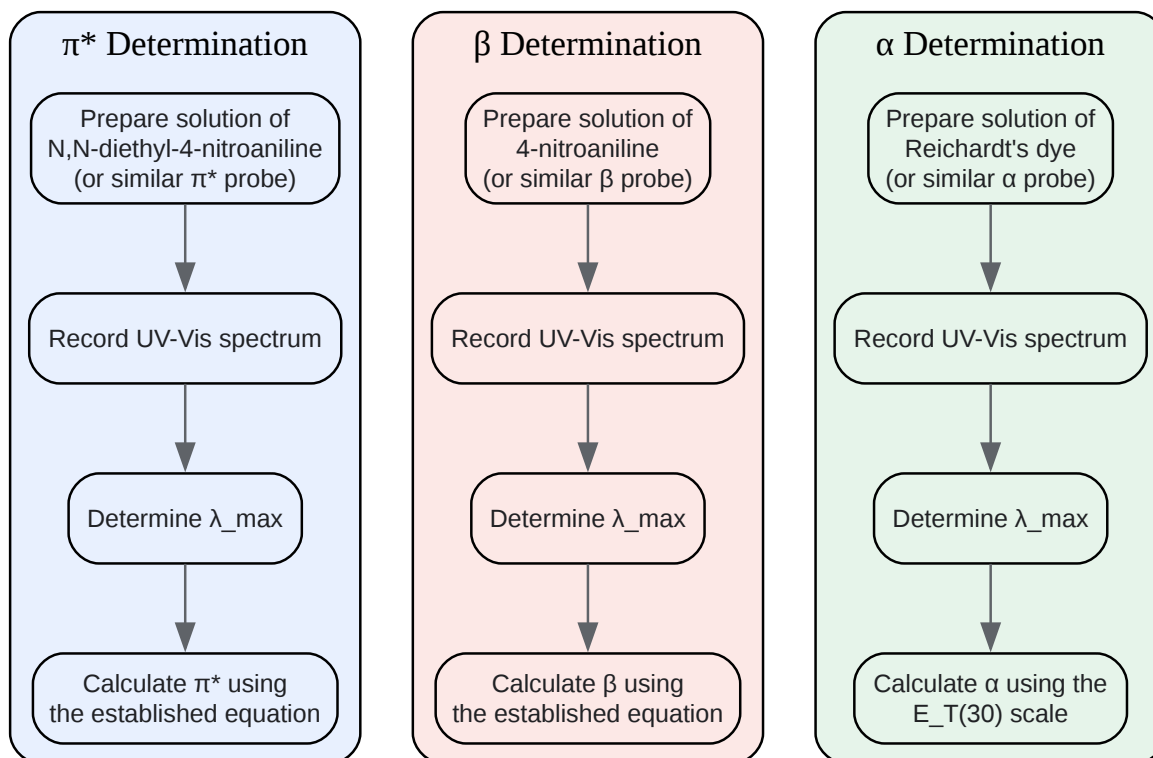 π* Determination
Prepare solution of
N,N-diethyl-4-nitroaniline
(or similar π* probe)
Record UV-Vis spectrum
Determine λ_max
Calculate π* using
the established equation
β Determination
Prepare solution of
4-nitroaniline
(or similar β probe)
Record UV-Vis spectrum
Determine λ_max
Calculate β using
the established equation
α Determination
Prepare solution of
Reichardt's dye
(or similar α probe)
Record UV-Vis spectrum
Determine λ_max
Calculate α using the
E_T(30) scale